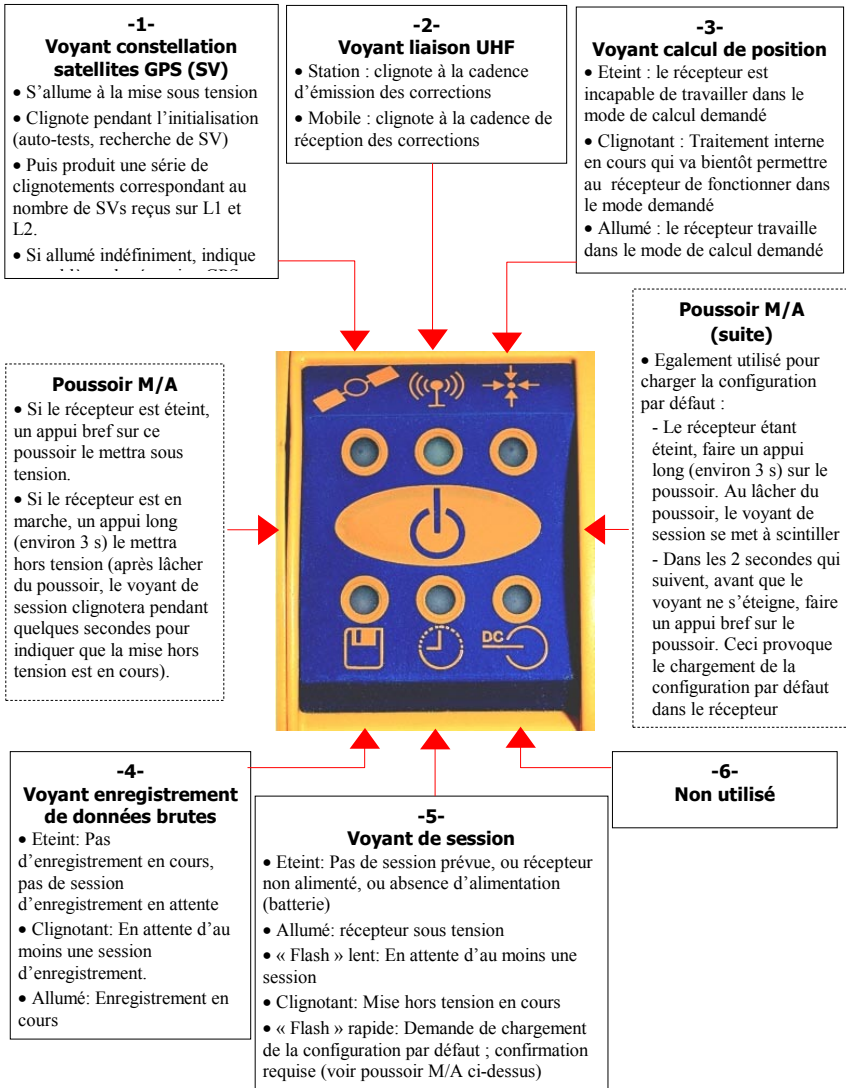 -1-
Voyant constellation
satellites GPS (SV)
• S’allume à la mise sous tension
• Clignote pendant l’initialisation
(auto-tests, recherche de SV)
• Puis produit une série de
clignotements correspondant au
nombre de SVs reçus sur L1 et
L2.
• Si allumé indéfiniment, indique
-2-
Voyant liaison UHF
• Station : clignote à la cadence
d’émission des corrections
• Mobile : clignote à la cadence de
réception des corrections
-3-
Voyant calcul de position
• Eteint : le récepteur est
incapable de travailler dans le
mode de calcul demandé
• Clignotant : Traitement interne
en cours qui va bientôt permettre
au récepteur de fonctionner dans
le mode demandé
• Allumé : le récepteur travaille
dans le mode de calcul demandé
Poussoir M/A
• Si le récepteur est éteint,
un appui bref sur ce
poussoir le mettra sous
tension.
• Si le récepteur est en
marche, un appui long
(environ 3 s) le mettra
hors tension (après lâcher
du poussoir, le voyant de
session clignotera pendant
quelques secondes pour
indiquer que la mise hors
tension est en cours).
DC
Poussoir M/A
(suite)
• Egalement utilisé pour
charger la configuration
par défaut :
- Le récepteur étant
éteint, faire un appui
long (environ 3 s) sur le
poussoir. Au lâcher du
poussoir, le voyant de
session se met à scintiller
- Dans les 2 secondes qui
suivent, avant que le
voyant ne s’éteigne, faire
un appui bref sur le
poussoir. Ceci provoque
le chargement de la
configuration par défaut
dans le récepteur
-4-
Voyant enregistrement
de données brutes
• Eteint: Pas
d’enregistrement en cours,
pas de session
d’enregistrement en attente
• Clignotant: En attente d’au
moins une session
d’enregistrement.
• Allumé: Enregistrement en
cours
-5-
Voyant de session
• Eteint: Pas de session prévue, ou récepteur
non alimenté, ou absence d’alimentation
(batterie)
• Allumé: récepteur sous tension
• « Flash » lent: En attente d’au moins une
session
• Clignotant: Mise hors tension en cours
• « Flash » rapide: Demande de chargement
de la configuration par défaut ; confirmation
requise (voir poussoir M/A ci-dessus)
-6-
Non utilisé